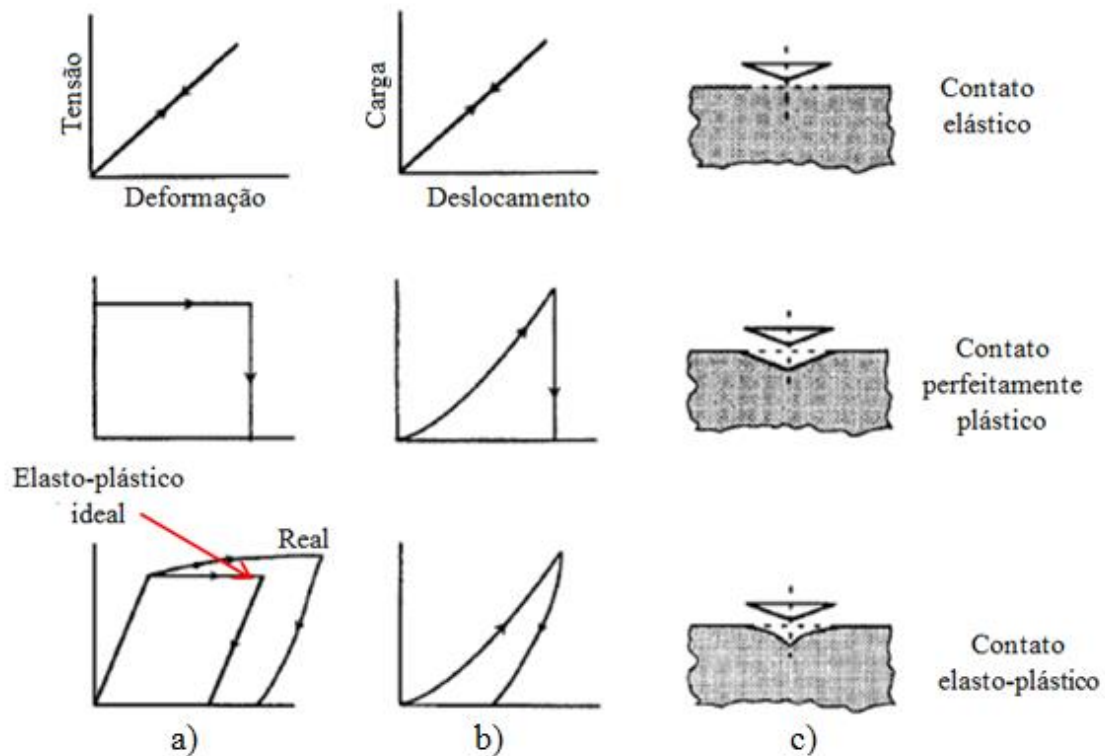 Tensão
Deformação
Carga
Deslocamento
Contato
elástico
Contato
perfeitamente
plástico
Elasto-plástico
ideal
Real
Contato
elasto-plástico
a)
b)
c)